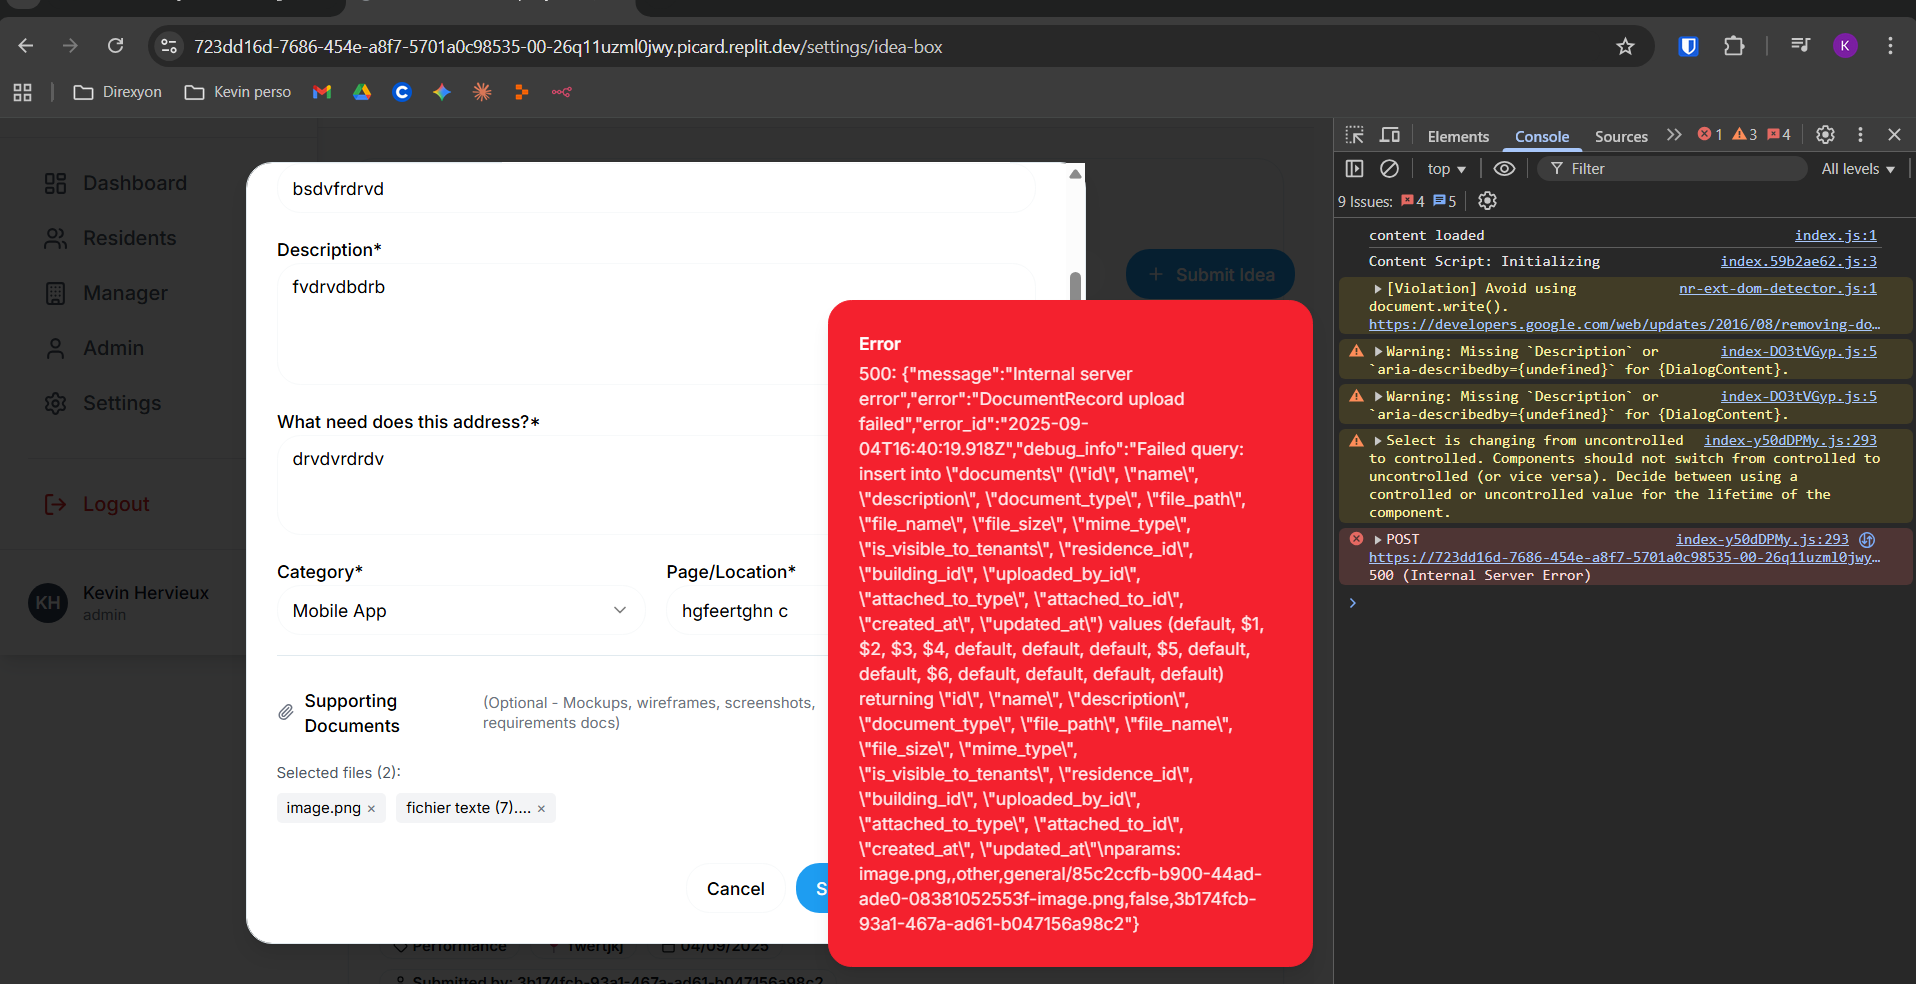 723dd16d-7686-454e-a8f7-5701a0c98535-00-26q11uzml0jwy.picard.replit.dev/settings/idea-box
K
Direxyon
Kevin perso
Dashboard
Residents
Manager
Admin
Settings
Logout
KH
Kevin Hervieux
admin
Submit Idea
bsdvfrdrvd
Description*
fvdrvdbdrb
What need does this address?*
drvdvrdrdv
Category*
Page/Location*
Mobile App
hgfeertghn c
Supporting
Documents
(Optional - Mockups, wireframes, screenshots,
requirements docs)
Selected files (2):
image.png ×
fichier texte (7).... ×
Cancel
S
Performance
04/09/2025
Submitted by: 3b174fcb-93a1-467a-ad61-b047156a98c2
Error
500: {"message":"Internal server
error","error":"DocumentRecord upload
failed","error_id":"2025-09-
04T16:40:19.918Z","debug_info":"Failed query:
insert into \"documents\" (\"id\", \"name\",
\"description\", \"document_type\", \"file_path\",
\"file_name\", \"file_size\", \"mime_type\",
\"is_visible_to_tenants\", \"residence_id\",
\"building_id\", \"uploaded_by_id\",
\"attached_to_type\", \"attached_to_id\",
\"created_at\", \"updated_at\") values (default, $1,
$2, $3, $4, default, default, default, $5, default,
default, $6, default, default, default, default)
returning \"id\", \"name\", \"description\",
\"document_type\", \"file_path\", \"file_name\",
\"file_size\", \"mime_type\",
\"is_visible_to_tenants\", \"residence_id\",
\"building_id\", \"uploaded_by_id\",
\"attached_to_type\", \"attached_to_id\",
\"created_at\", \"updated_at\"\nparams:
image.png,,other,general/85c2ccfb-b900-44ad-
ade0-08381052553f-image.png,false,3b174fcb-
93a1-467a-ad61-b047156a98c2"}
Elements
Console
Sources
1
3
4
top
Filter
All levels
9 Issues: 4 5
content loaded index.js:1
Content Script: Initializing index.59b2ae62.js:3
[Violation] Avoid using nr-ext-dom-detector.js:1
document.write().
https://developers.google.com/web/updates/2016/08/removing-do…
Warning: Missing `Description` or index-DO3tVGyp.js:5
`aria-describedby={undefined}` for {DialogContent}.
Warning: Missing `Description` or index-DO3tVGyp.js:5
`aria-describedby={undefined}` for {DialogContent}.
Select is changing from uncontrolled index-y50dDPMy.js:293
to controlled. Components should not switch from controlled to
uncontrolled (or vice versa). Decide between using a
controlled or uncontrolled value for the lifetime of the
component.
POST index-y50dDPMy.js:293
https://723dd16d-7686-454e-a8f7-5701a0c98535-00-26q11uzml0jwy…
500 (Internal Server Error)